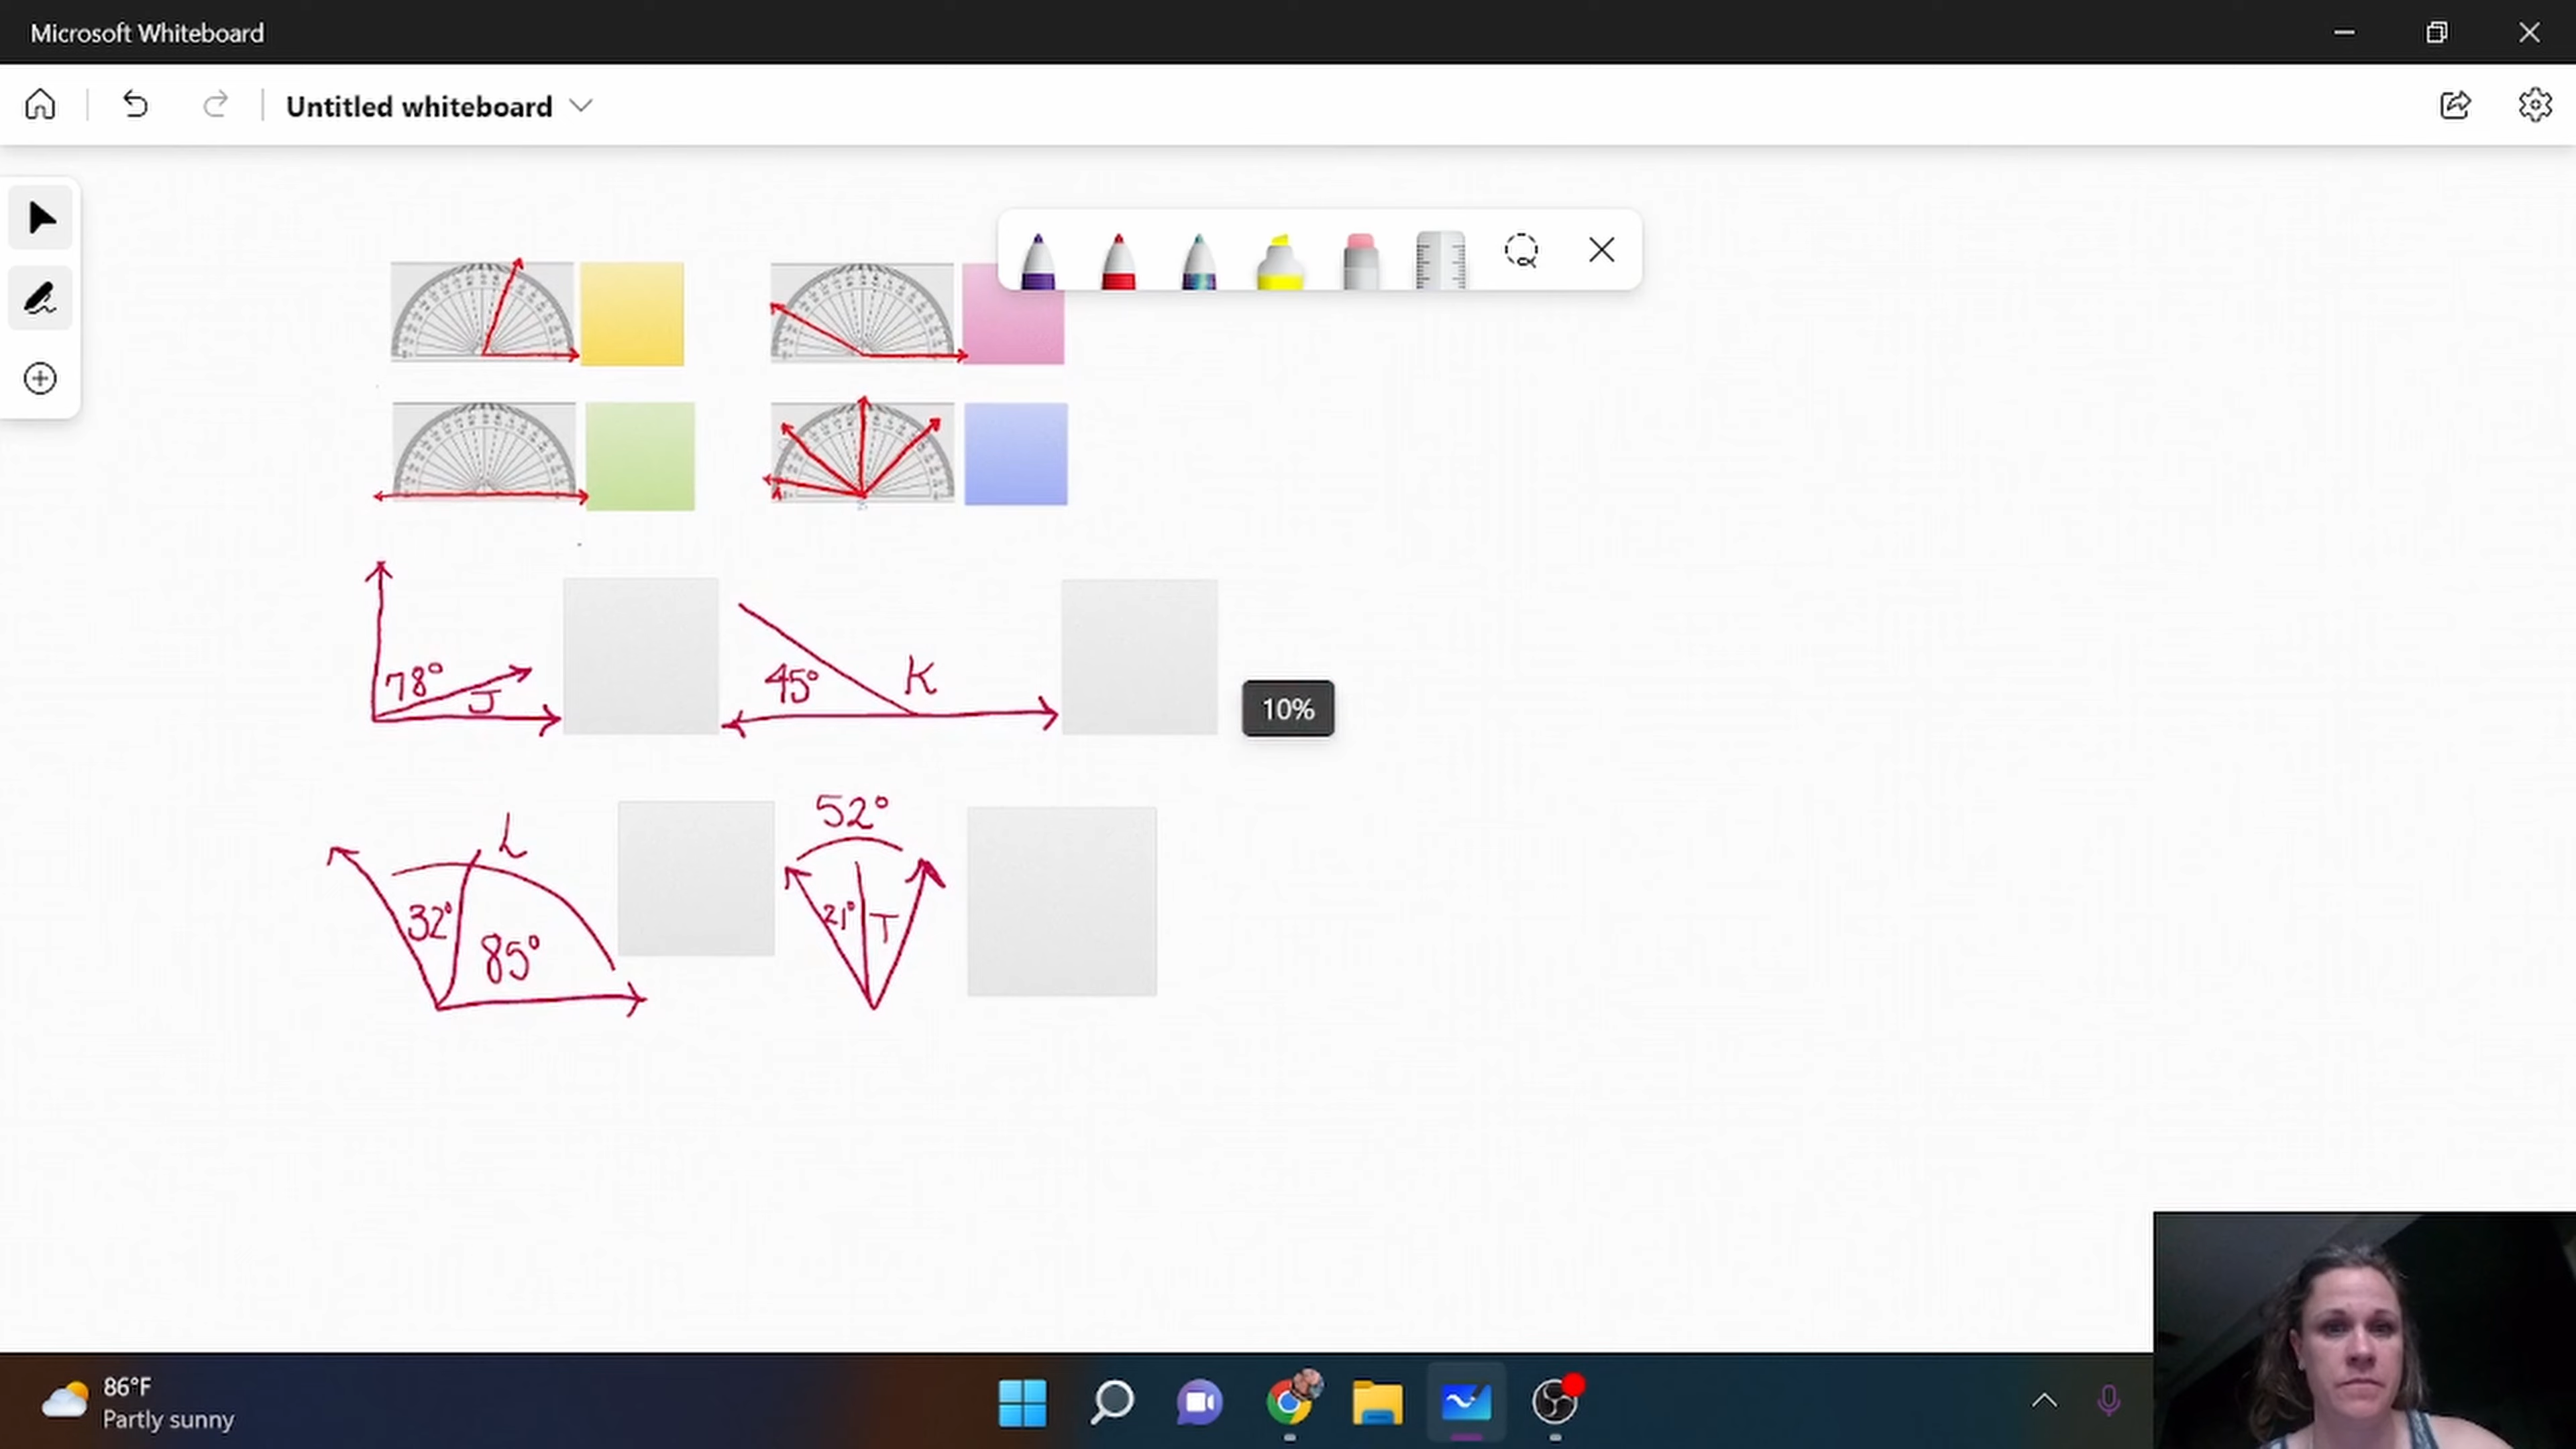 Microsoft Whiteboard
Untitled whiteboard
78°
J
45°
K
10%
52°
L
32°
85°
21°
T
86°F
Partly sunny